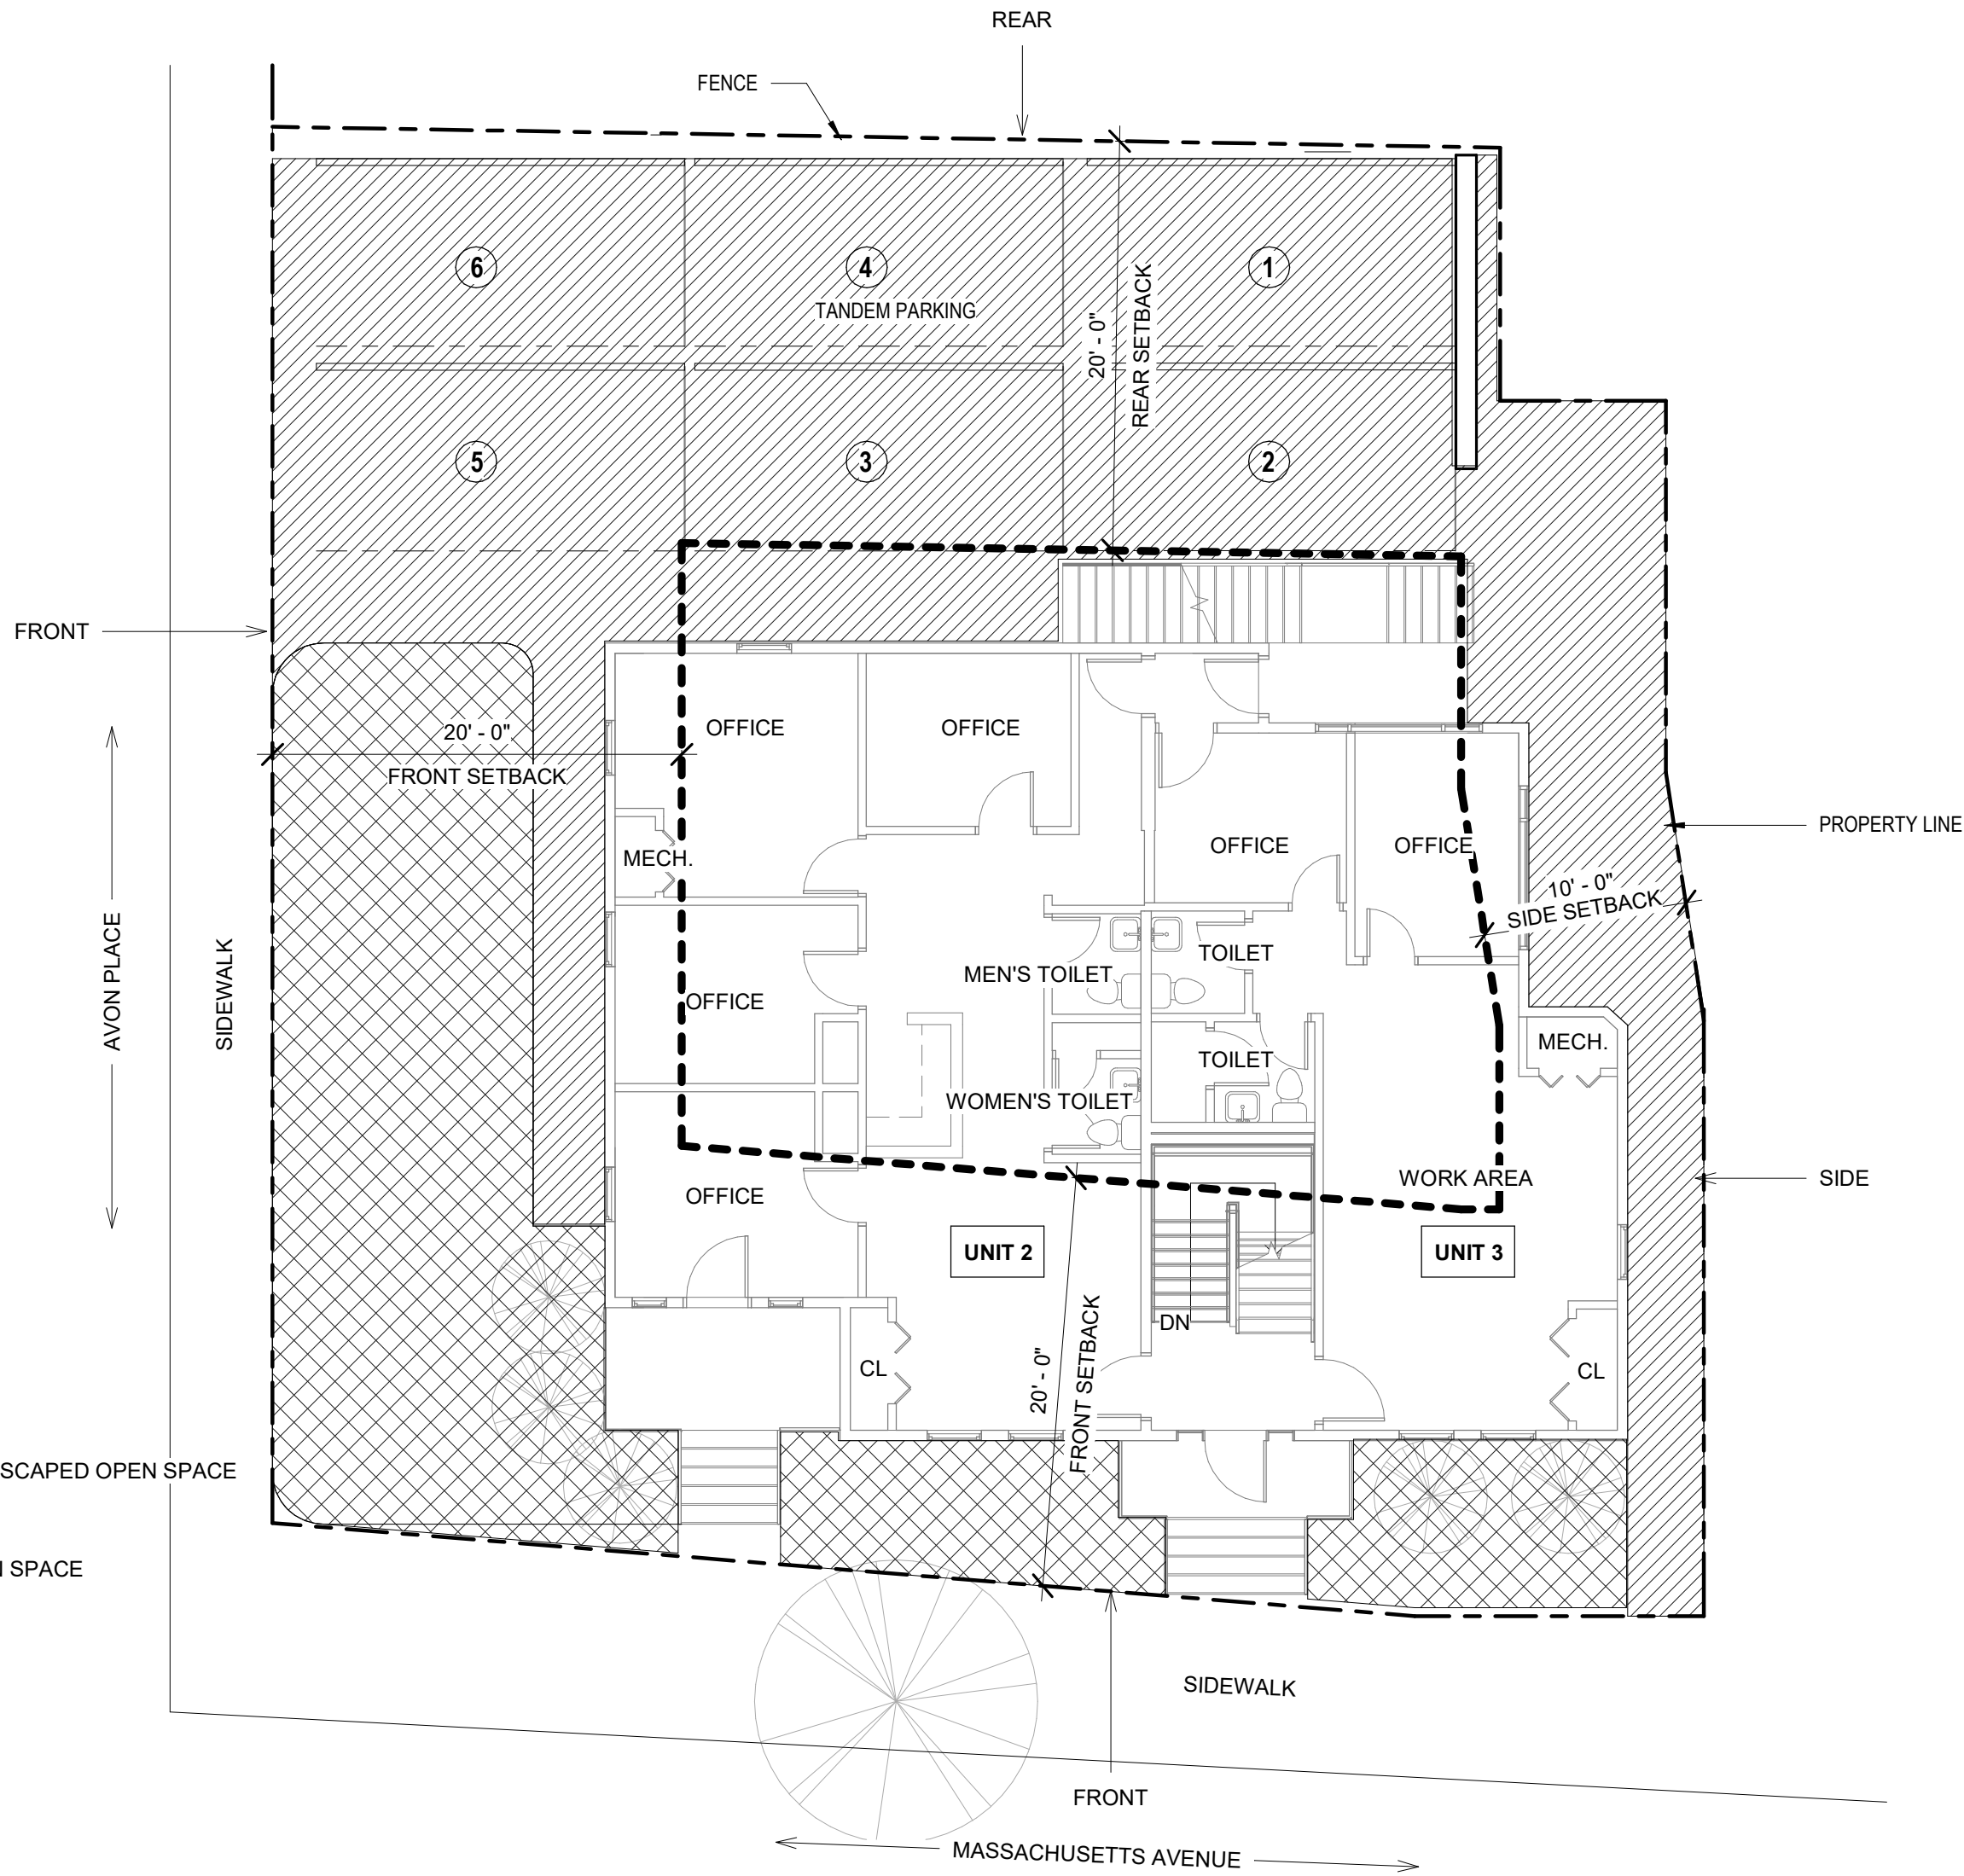 REAR
FENCE
6
4
1
TANDEM PARKING
20' - 0"
REAR SETBACK
5
3
2
FRONT
OFFICE
OFFICE
20' - 0"
FRONT SETBACK
PROPERTY LINE
MECH.
OFFICE
OFFICE
10' - 0"
SIDE SETBACK
AVON PLACE
SIDEWALK
MEN'S TOILET
TOILET
OFFICE
MECH.
TOILET
WOMEN'S TOILET
OFFICE
WORK AREA
SIDE
UNIT 2
UNIT 3
DN
20' - 0"
FRONT SETBACK
CL
CL
SCAPED OPEN SPACE
SPACE
SIDEWALK
FRONT
MASSACHUSETTS AVENUE